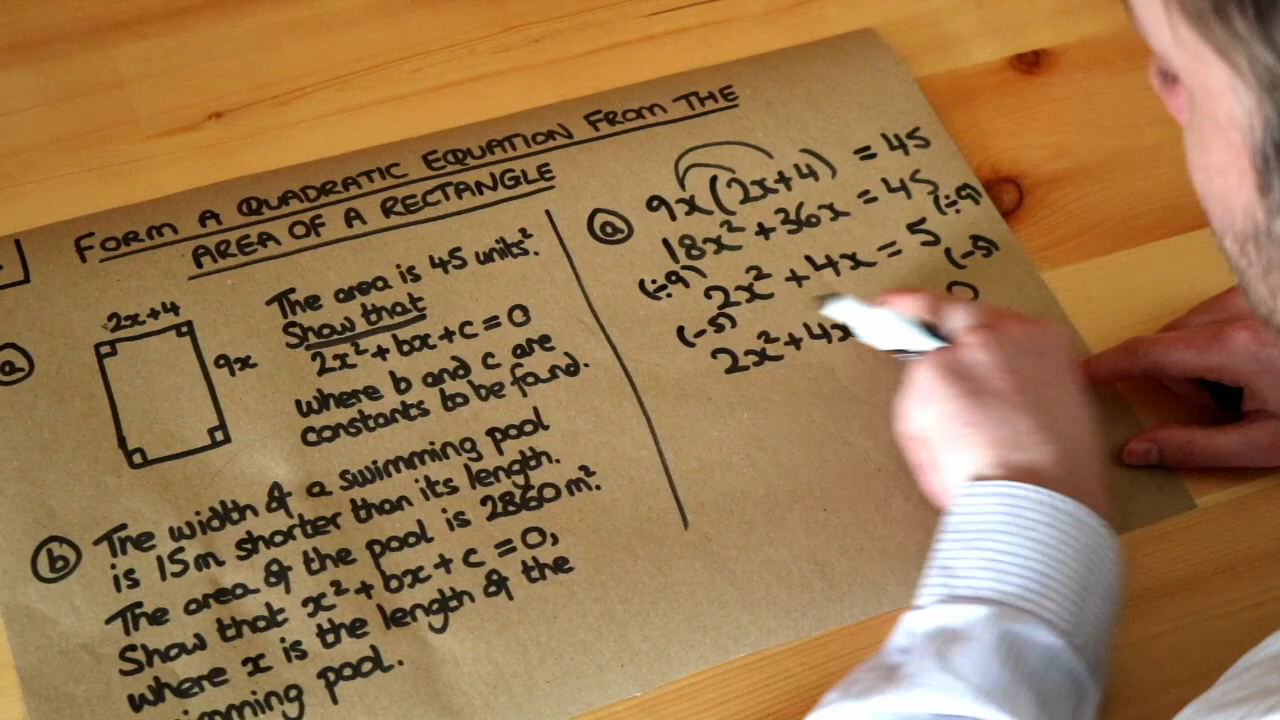 FORM A QUADRATIC EQUATION FROM THE
AREA OF A RECTANGLE
a
2x+4
9x
The area is 45 units².
Show that
2x²+bx+c=0
where b and c are
constants to be found.
b
The width of a swimming pool
is 15m shorter than its length.
The area of the pool is 2860m².
Show that x²+bx+c=0,
where x is the length of the
swimming pool.
a
9x(2x+4) = 45
18x²+36x = 45
(÷9) (÷9)
2x²+4x = 5
(-5) (-5)
2x²+4x 0